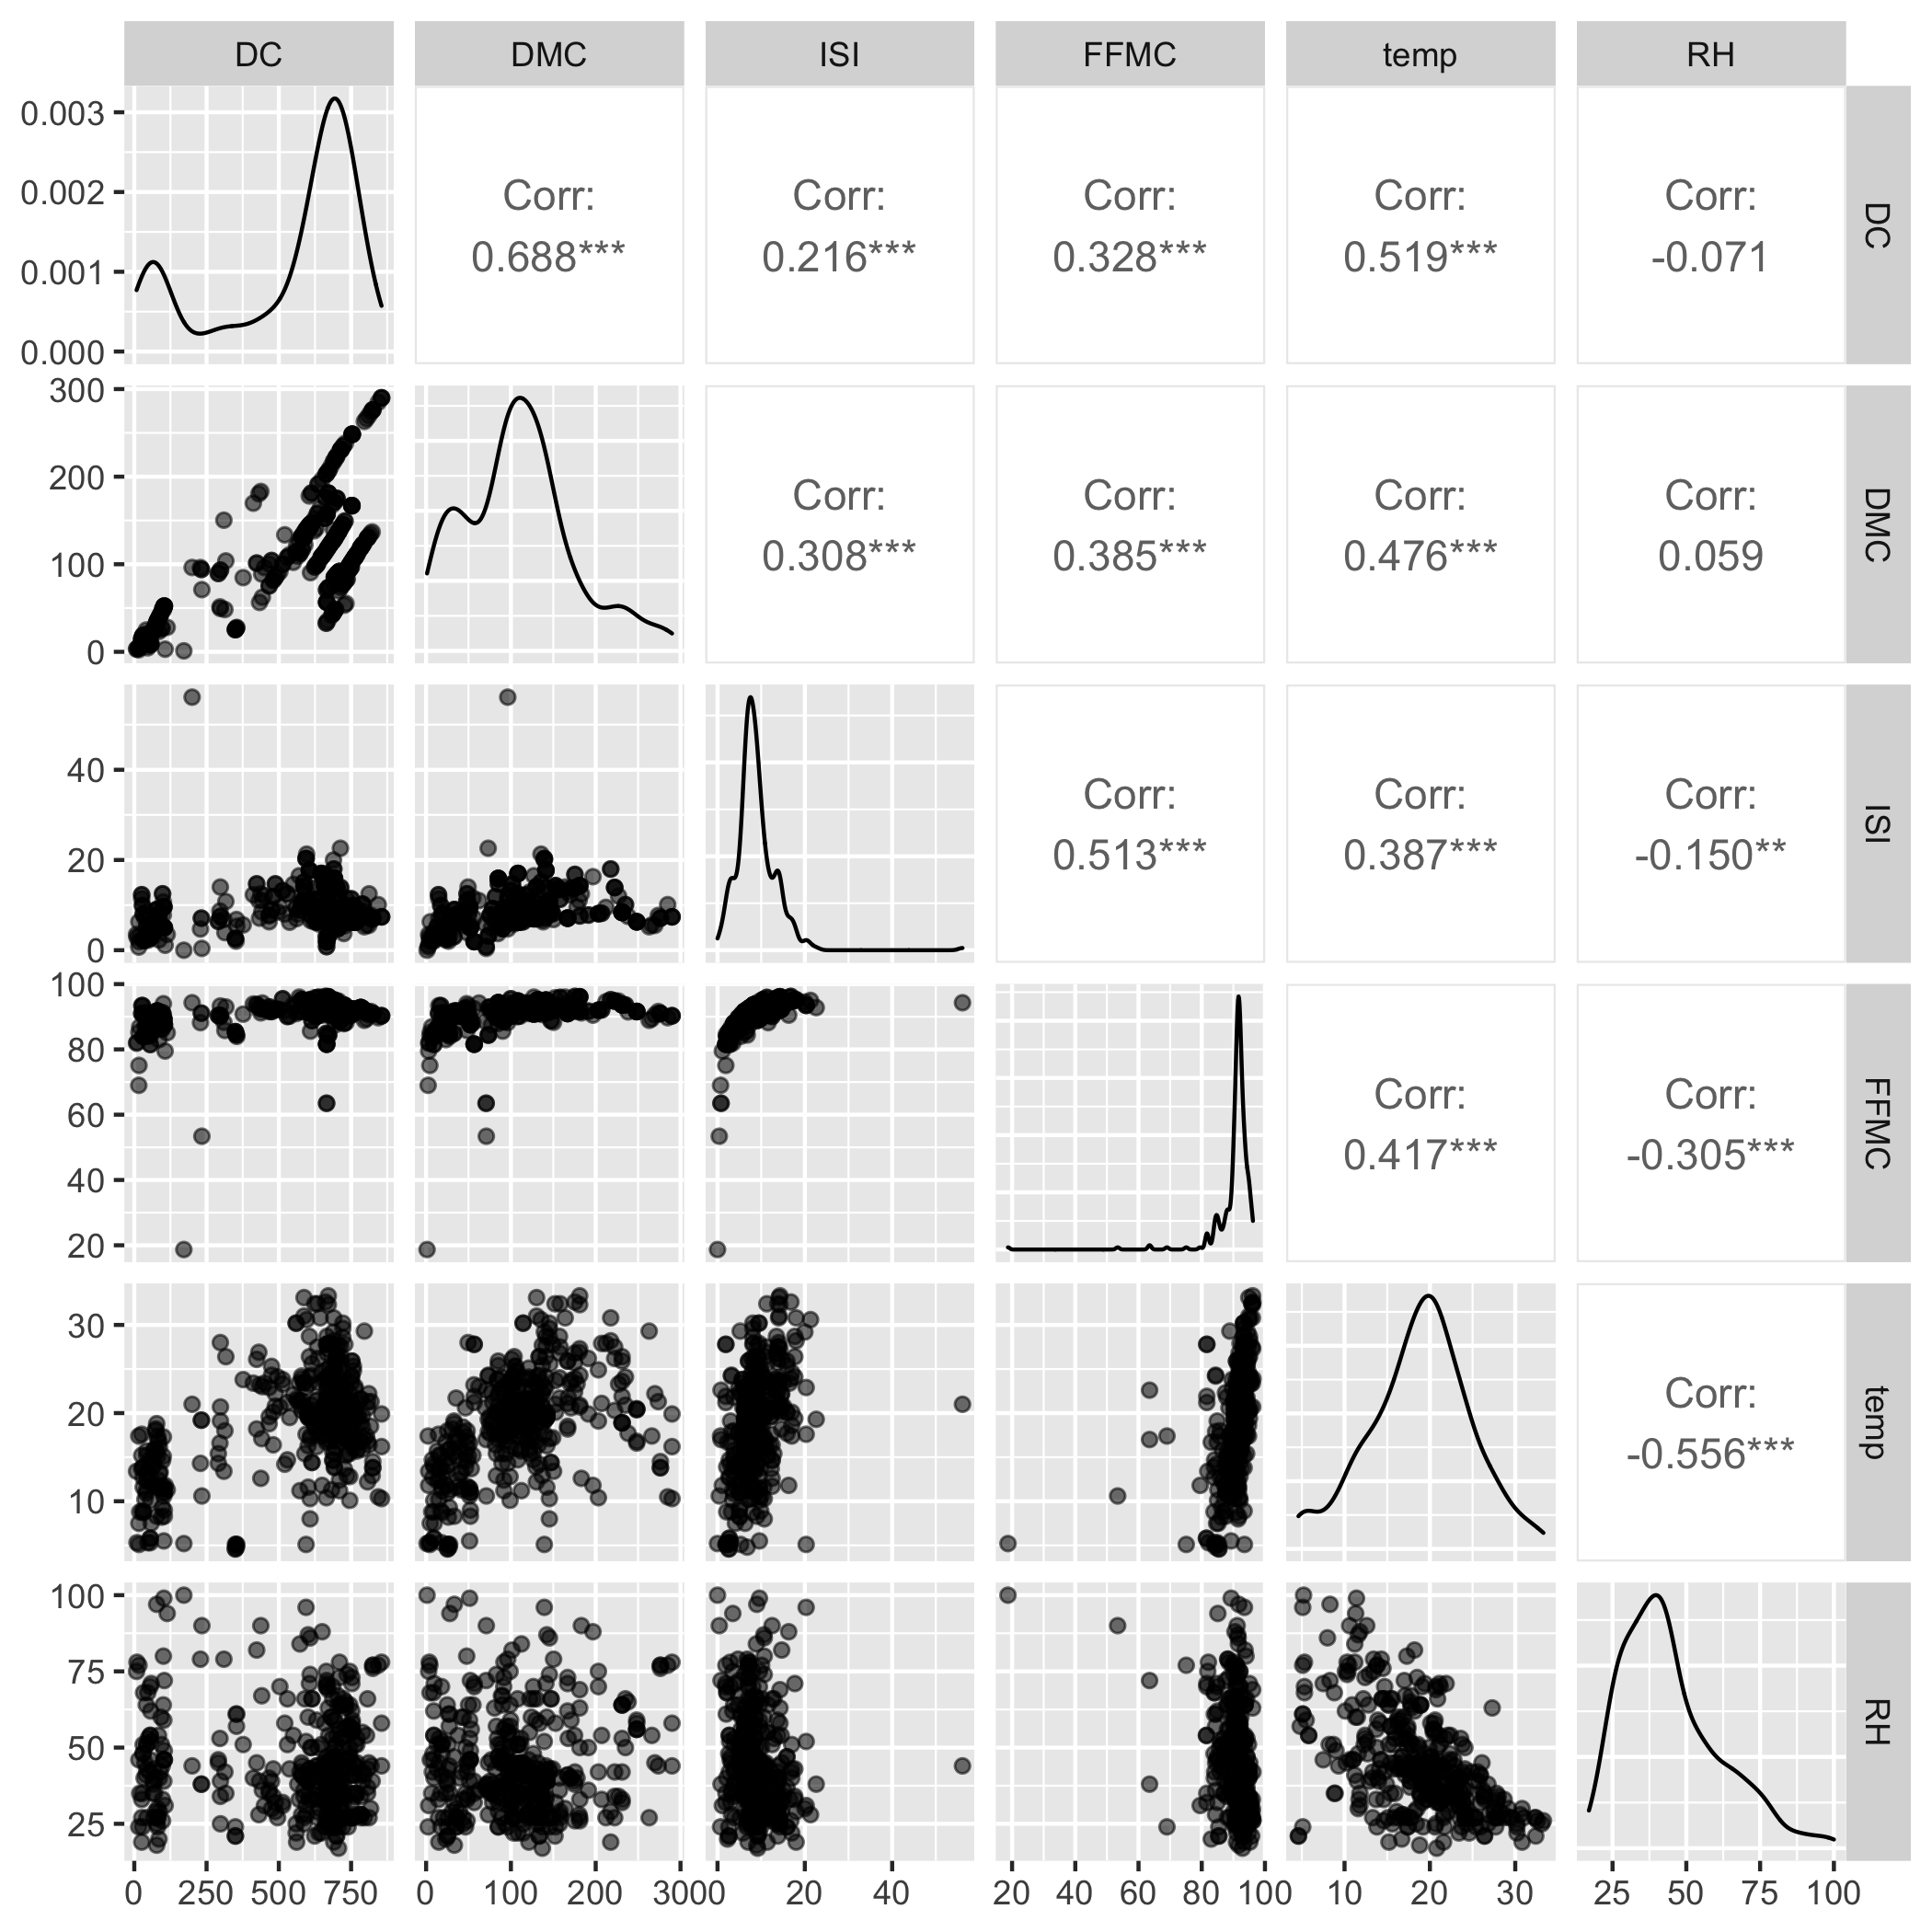 DC DMC ISI FFMC temp RH
0.003
0.002
0.001
0.000
Corr: Corr: Corr: Corr: Corr:
0.688*** 0.216*** 0.328*** 0.519*** -0.071
DC
300
200
100
0
Corr: Corr: Corr: Corr:
0.308*** 0.385*** 0.476*** 0.059
DMC
40
20
0
Corr: Corr: Corr:
0.513*** 0.387*** -0.150**
ISI
100
80
60
40
20
Corr: Corr:
0.417*** -0.305***
FFMC
30
20
10
Corr:
-0.556***
temp
100
75
50
25
RH
0 250 500 750 0 100 200 300 0 20 40 20 40 60 80 100 10 20 30 25 50 75 100